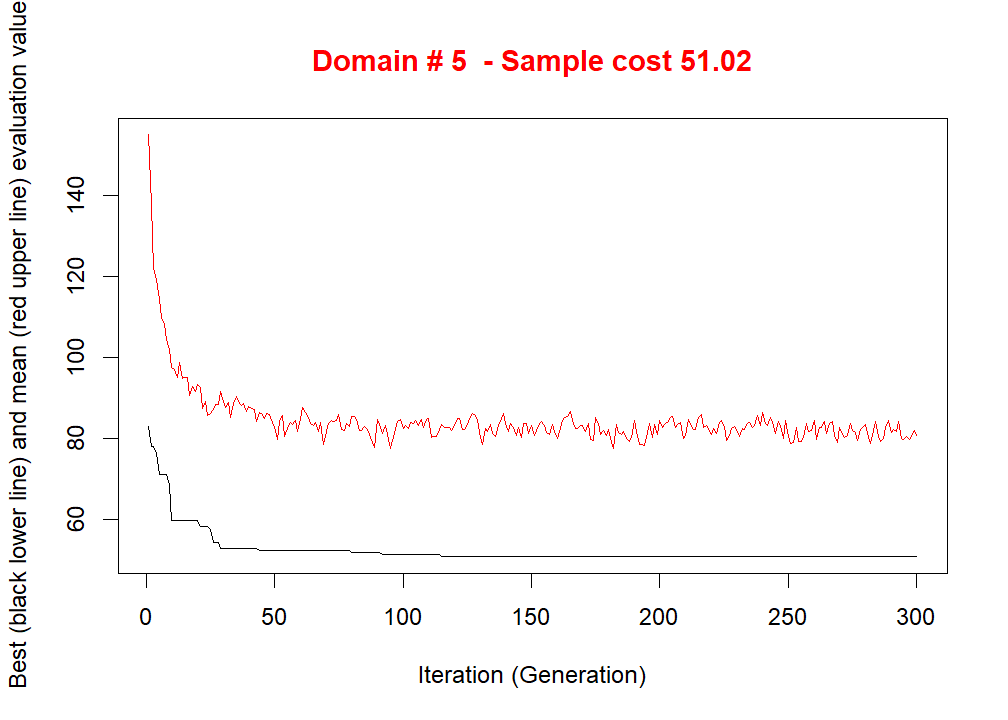 Domain # 5  - Sample cost 51.02
Best (black lower line) and mean (red upper line) evaluation value
140
120
100
80
60
0 50 100 150 200 250 300
Iteration (Generation)